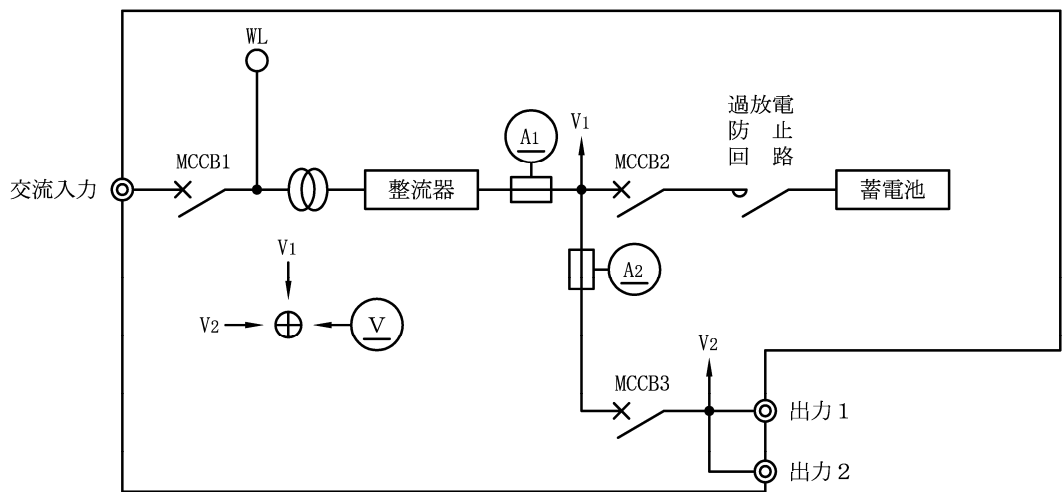 WL
過放電
防 止
回 路
A1
V1
MCCB1
MCCB2
交流入力
整流器
蓄電池
V1
A2
V2
V
V2
MCCB3
出力1
出力2